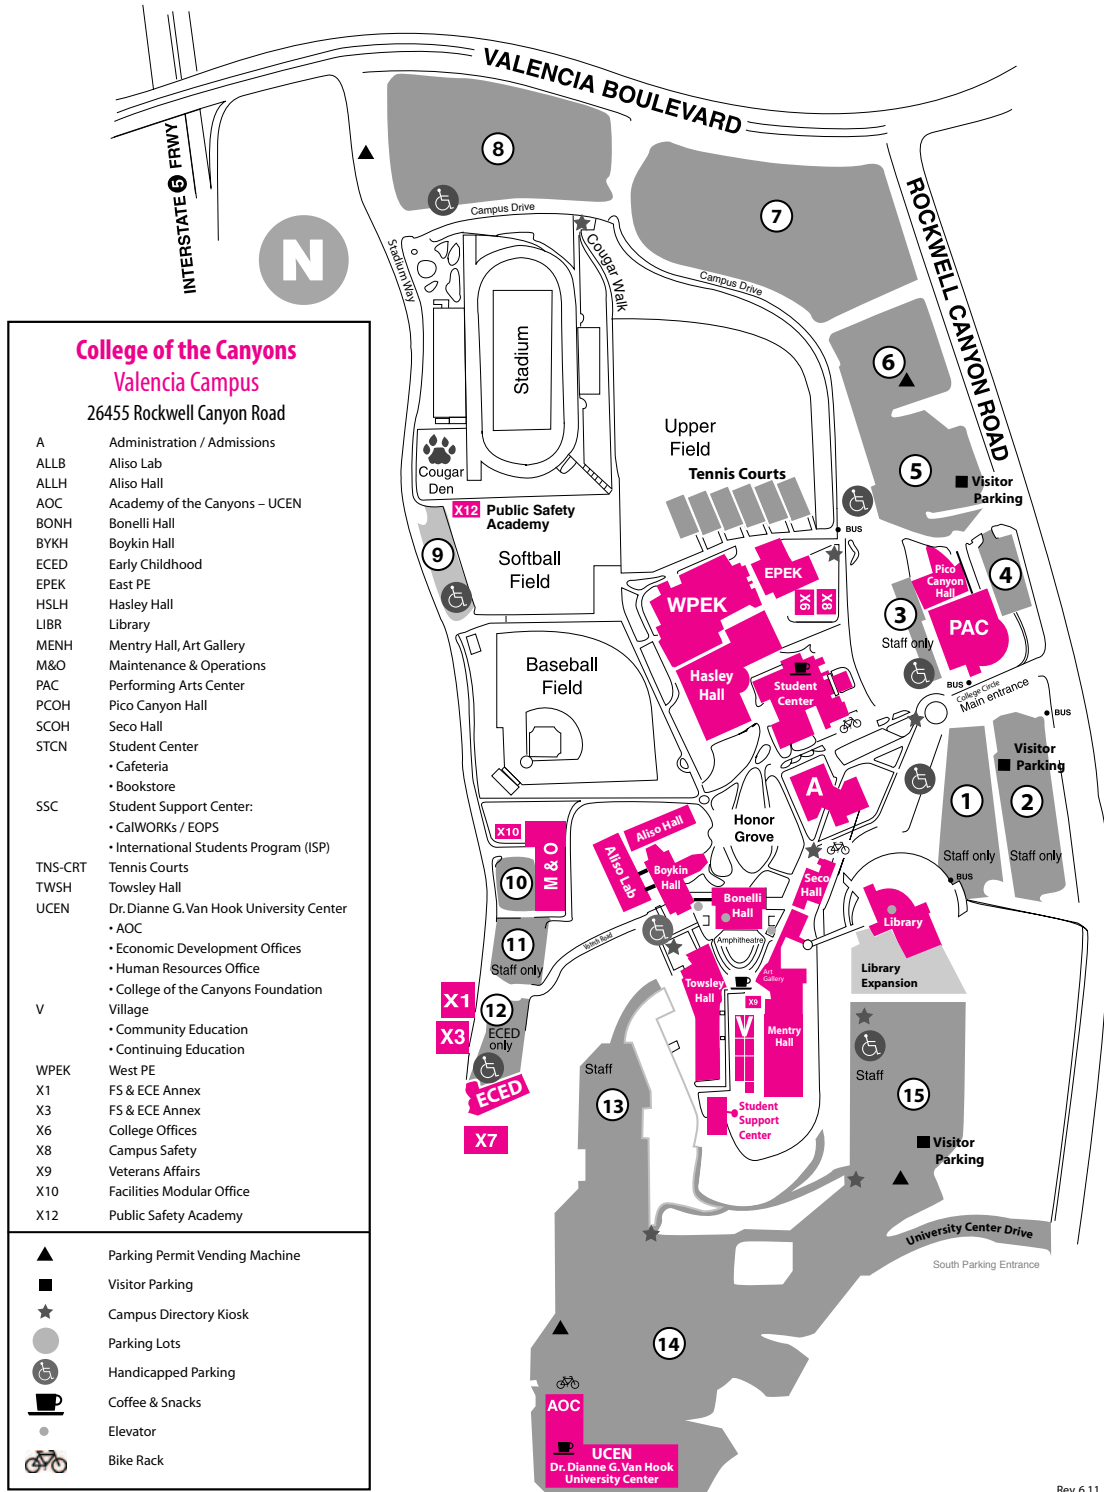 VALENCIA BOULEVARD
INTERSTATE 5 FRWY
ROCKWELL CANYON ROAD
N
8
7
Campus Drive
Campus Drive
Stadium Way
Cougar Walk
Stadium
6
5
Visitor
Parking
Upper
Field
Tennis Courts
Cougar
Den
X12 Public Safety
Academy
9
Softball
Field
BUS
EPEK
WPEK
X6
X8
Pico
Canyon
Hall
4
3
Staff only
PAC
Hasley
Hall
Student
Center
Baseball
Field
BUS
College Circle
Main entrance
BUS
Visitor
Parking
1
2
Staff only
Staff only
BUS
A
Honor
Grove
X10
M & O
10
Aliso Hall
Aliso Lab
Boykin
Hall
Bonelli
Hall
Seco
Hall
Library
Amphitheatre
Library
Expansion
11
Staff only
Art
Gallery
Towsley
Hall
X9
V
Mentry
Hall
X1
X3
12
ECED
only
ECED
X7
Staff
13
Student
Support
Center
Staff
15
Visitor
Parking
University Center Drive
South Parking Entrance
14
AOC
UCEN
Dr. Dianne G. Van Hook
University Center
College of the Canyons
Valencia Campus
26455 Rockwell Canyon Road
A Administration / Admissions
ALLB Aliso Lab
ALLH Aliso Hall
AOC Academy of the Canyons – UCEN
BONH Bonelli Hall
BYKH Boykin Hall
ECED Early Childhood
EPEK East PE
HSLH Hasley Hall
LIBR Library
MENH Mentry Hall, Art Gallery
M&O Maintenance & Operations
PAC Performing Arts Center
PCOH Pico Canyon Hall
SCOH Seco Hall
STCN Student Center
• Cafeteria
• Bookstore
SSC Student Support Center:
• CalWORKs / EOPS
• International Students Program (ISP)
TNS-CRT Tennis Courts
TWSH Towsley Hall
UCEN Dr. Dianne G. Van Hook University Center
• AOC
• Economic Development Offices
• Human Resources Office
• College of the Canyons Foundation
V Village
• Community Education
• Continuing Education
WPEK West PE
X1 FS & ECE Annex
X3 FS & ECE Annex
X6 College Offices
X8 Campus Safety
X9 Veterans Affairs
X10 Facilities Modular Office
X12 Public Safety Academy
Parking Permit Vending Machine
Visitor Parking
Campus Directory Kiosk
Parking Lots
Handicapped Parking
Coffee & Snacks
Elevator
Bike Rack